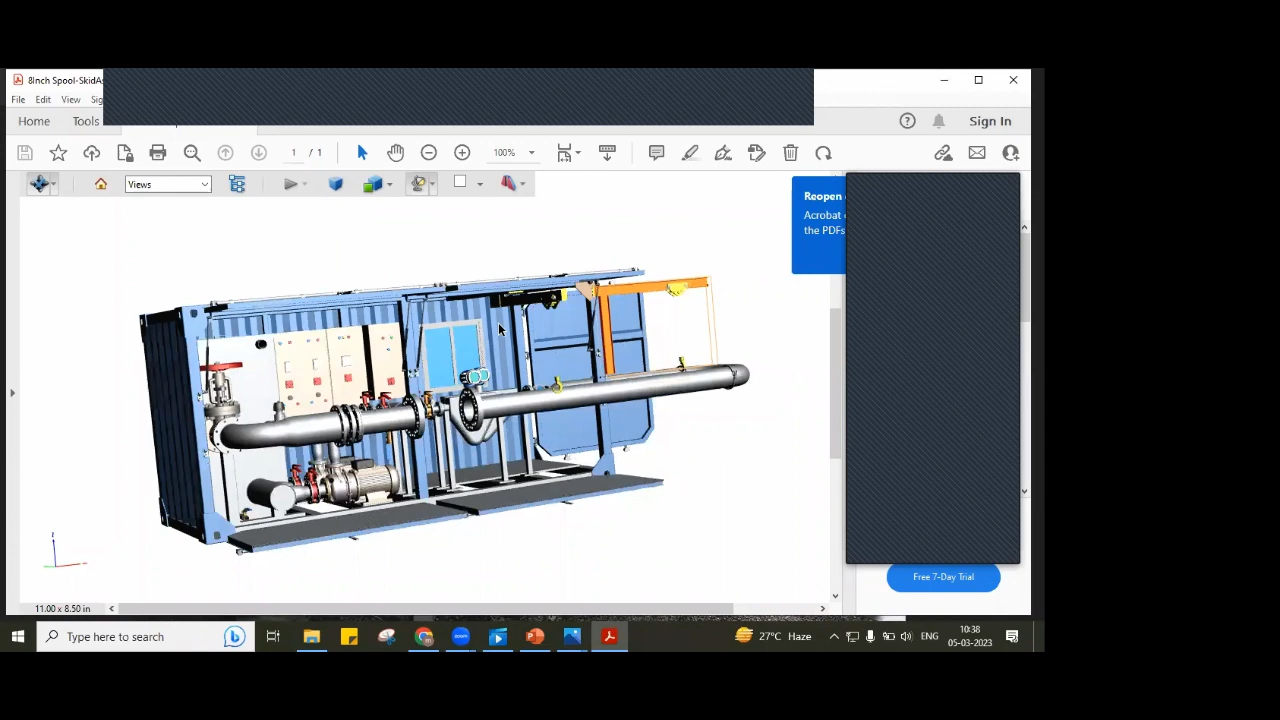 8Inch Spool-SkidAs
File Edit View Sig
Home Tools
Sign In
1 / 1
100%
Views
Reopen
Acrobat
the PDFs
Free 7-Day Trial
11.00 x 8.50 in
Type here to search
27°C Haze
ENG
10:38
05-03-2023